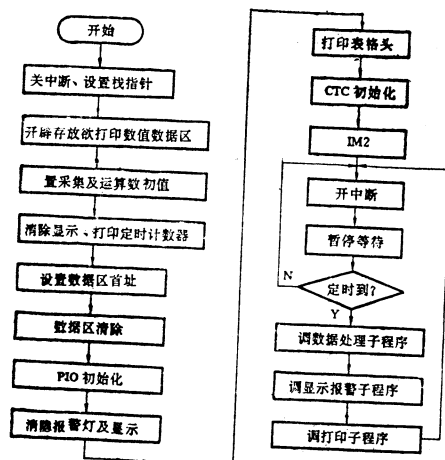 开始
关中断、设置栈指针
开辟存放欲打印数值数据区
置采集及运算数初值
清除显示、打印定时计数器
设置数据区首址
数据区清除
PIO 初始化
清除报警灯及显示
打印表格头
CTC 初始化
IM2
开中断
暂停等待
定时到?
N
Y
调数据处理子程序
调显示报警子程序
调打印子程序